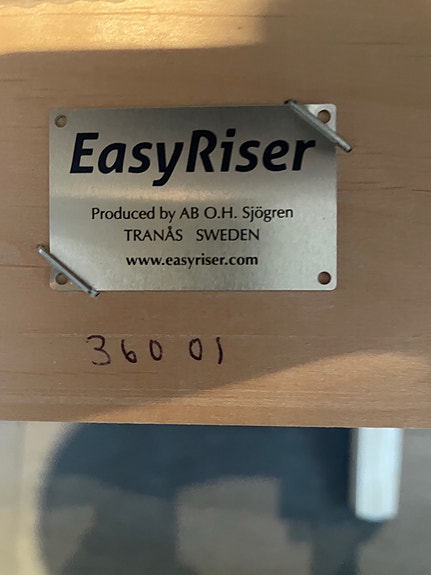 EasyRiser
Produced by AB O.H. Sjögren
TRANÅS SWEDEN
www.easyriser.com
360 01